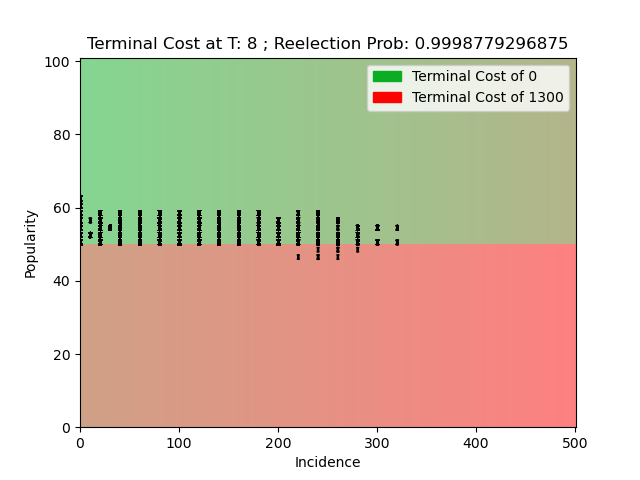 Terminal Cost at T: 8 ; Reelection Prob: 0.9998779296875
Terminal Cost of 0
Terminal Cost of 1300
100
80
60
40
20
0
Popularity
0 100 200 300 400 500
Incidence